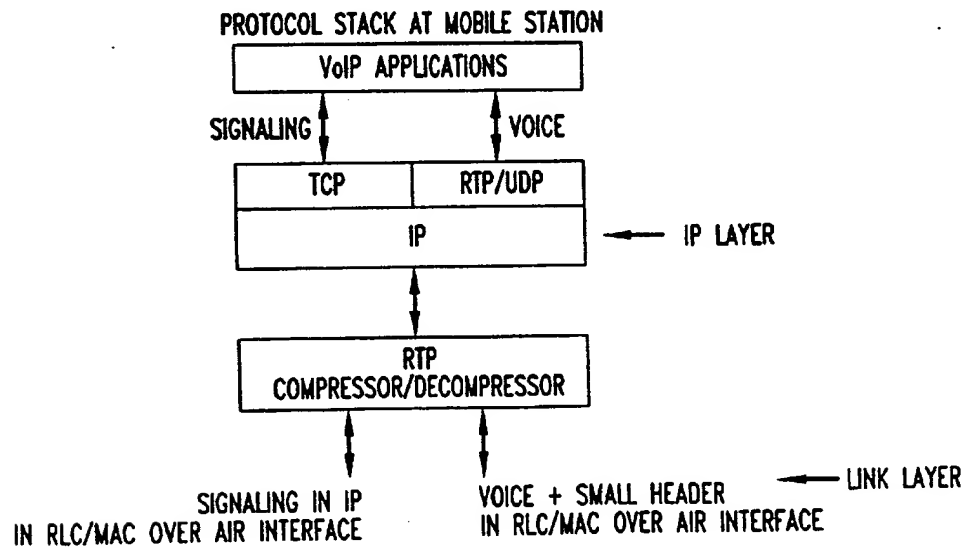 PROTOCOL STACK AT MOBILE STATION
VoIP APPLICATIONS
SIGNALING
VOICE
TCP
RTP/UDP
IP
IP LAYER
RTP
COMPRESSOR/DECOMPRESSOR
LINK LAYER
SIGNALING IN IP
IN RLC/MAC OVER AIR INTERFACE
VOICE + SMALL HEADER
IN RLC/MAC OVER AIR INTERFACE